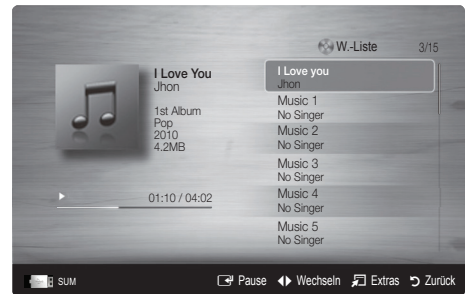 W.-Liste 3/15
I Love You
Jhon
1st Album
Pop
2010
4.2MB
01:10 / 04:02
I Love you
Jhon
Music 1
No Singer
Music 2
No Singer
Music 3
No Singer
Music 4
No Singer
Music 5
No Singer
SUM Pause Wechseln Extras Zurück